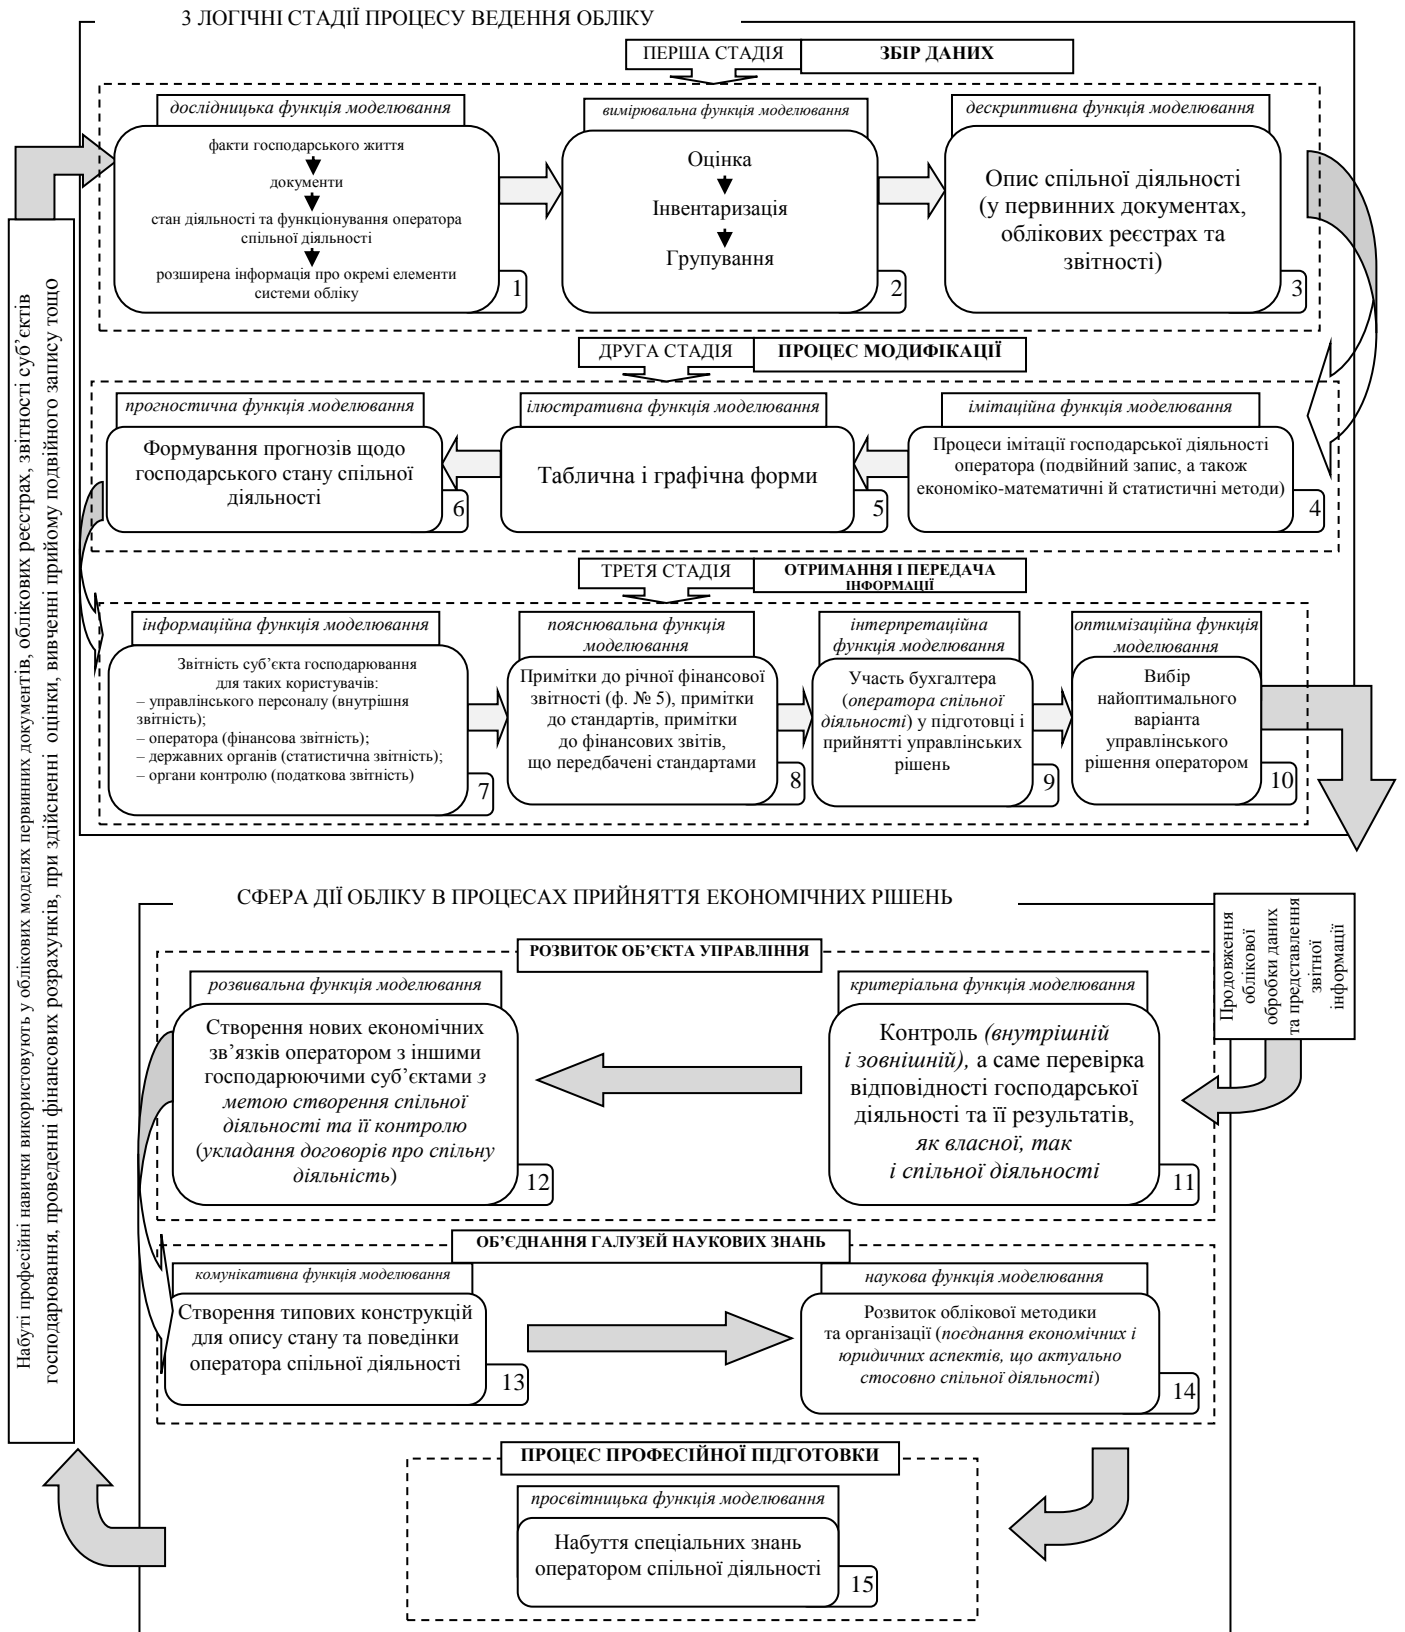 3 ЛОГІЧНІ СТАДІЇ ПРОЦЕСУ ВЕДЕННЯ ОБЛІКУ
ПЕРША СТАДІЯ
ЗБІР ДАНИХ
дослідницька функція моделювання
факти господарського життя
документи
стан діяльності та функціонування оператора
спільної діяльності
розширена інформація про окремі елементи
системи обліку
1
вимірювальна функція моделювання
Оцінка
Інвентаризація
Групування
2
дескриптивна функція моделювання
Опис спільної діяльності
(у первинних документах,
облікових реєстрах та
звітності)
3
ДРУГА СТАДІЯ
ПРОЦЕС МОДИФІКАЦІЇ
прогностична функція моделювання
Формування прогнозів щодо
господарського стану спільної
діяльності
6
ілюстративна функція моделювання
Таблична і графічна форми
5
імітаційна функція моделювання
Процеси імітації господарської діяльності
оператора (подвійний запис, а також
економіко-математичні й статистичні методи)
4
ТРЕТЯ СТАДІЯ
ОТРИМАННЯ І ПЕРЕДАЧА
ІНФОРМАЦІЇ
інформаційна функція моделювання
Звітність суб’єкта господарювання
для таких користувачів:
– управлінського персоналу (внутрішня
звітність);
– оператора (фінансова звітність);
– державних органів (статистична звітність);
– органи контролю (податкова звітність)
7
пояснювальна функція
моделювання
Примітки до річної фінансової
звітності (ф. № 5), примітки
до стандартів, примітки
до фінансових звітів,
що передбачені стандартами
8
інтерпретаційна
функція моделювання
Участь бухгалтера
(оператора спільної
діяльності) у підготовці і
прийнятті управлінських
рішень
9
оптимізаційна функція
моделювання
Вибір
найоптимального
варіанта
управлінського
рішення оператором
10
Набуті професійні навички використовують у облікових моделях первинних документів, облікових реєстрах, звітності суб’єктів
господарювання, проведенні фінансових розрахунків, при здійсненні оцінки, вивченні прийому подвійного запису тощо
СФЕРА ДІЇ ОБЛІКУ В ПРОЦЕСАХ ПРИЙНЯТТЯ ЕКОНОМІЧНИХ РІШЕНЬ
Продовження
облікової
обробки даних
та представлення
звітної
інформації
РОЗВИТОК ОБ’ЄКТА УПРАВЛІННЯ
розвивальна функція моделювання
Створення нових економічних
зв’язків оператором з іншими
господарюючими суб’єктами з
метою створення спільної
діяльності та її контролю
(укладання договорів про спільну
діяльність)
12
критеріальна функція моделювання
Контроль (внутрішній
і зовнішній), а саме перевірка
відповідності господарської
діяльності та її результатів,
як власної, так
і спільної діяльності
11
ОБ’ЄДНАННЯ ГАЛУЗЕЙ НАУКОВИХ ЗНАНЬ
комунікативна функція моделювання
Створення типових конструкцій
для опису стану та поведінки
оператора спільної діяльності
13
наукова функція моделювання
Розвиток облікової методики
та організації (поєднання економічних і
юридичних аспектів, що актуально
стосовно спільної діяльності)
14
ПРОЦЕС ПРОФЕСІЙНОЇ ПІДГОТОВКИ
просвітницька функція моделювання
Набуття спеціальних знань
оператором спільної діяльності
15